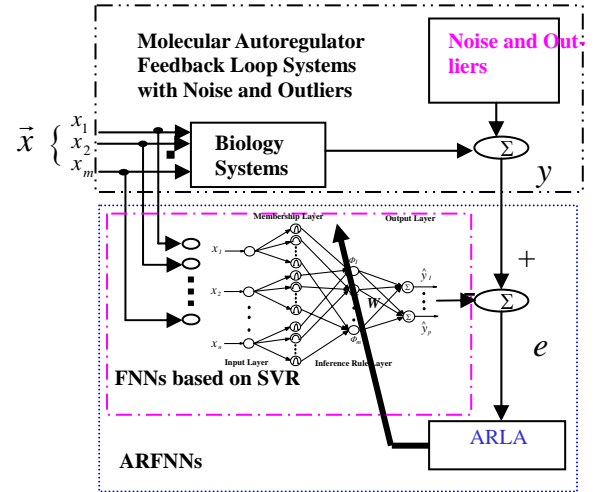 Molecular Autoregulator
Feedback Loop Systems
with Noise and Outliers
Noise and Out-
liers
x⃗ {
x1
x2
xm
Biology
Systems
Σ
y
+
Membership Layer
Output Layer
x1
x2
xn
Φ1
Φm
W
Σ
Σ
ŷ1
ŷp
−
Σ
e
Input Layer
Inference Rule Layer
FNNs based on SVR
ARLA
ARFNNs